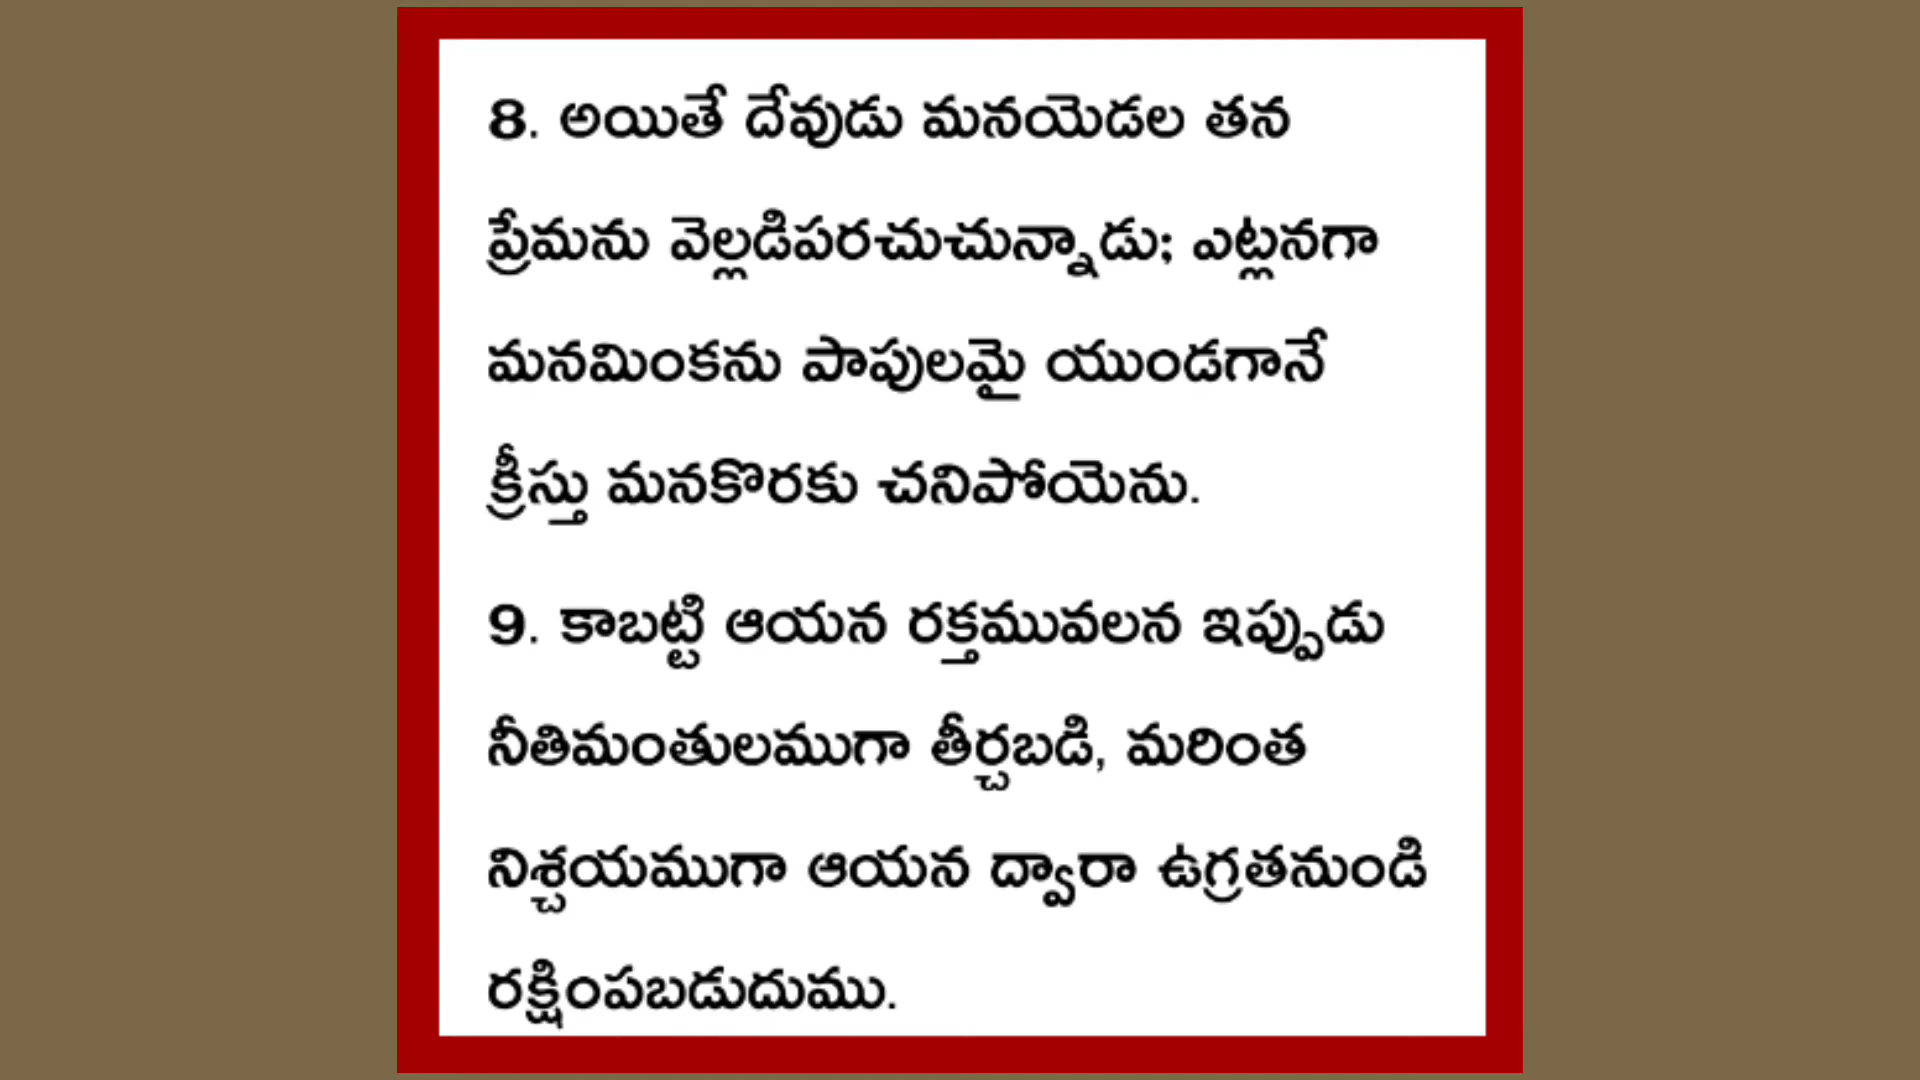 8. అయితే దేవుడు మనయెడల తన
ప్రేమను వెల్లడిపరచుచున్నాడు; ఎట్లనగా
మనమింకను పాపులమై యుండగానే
క్రీస్తు మనకొరకు చనిపోయెను.
9. కాబట్టి ఆయన రక్తమువలన ఇప్పుడు
నీతిమంతులముగా తీర్చబడి, మరింత
నిశ్చయముగా ఆయన ద్వారా ఉగ్రతనుండి
రక్షింపబడుదుము.